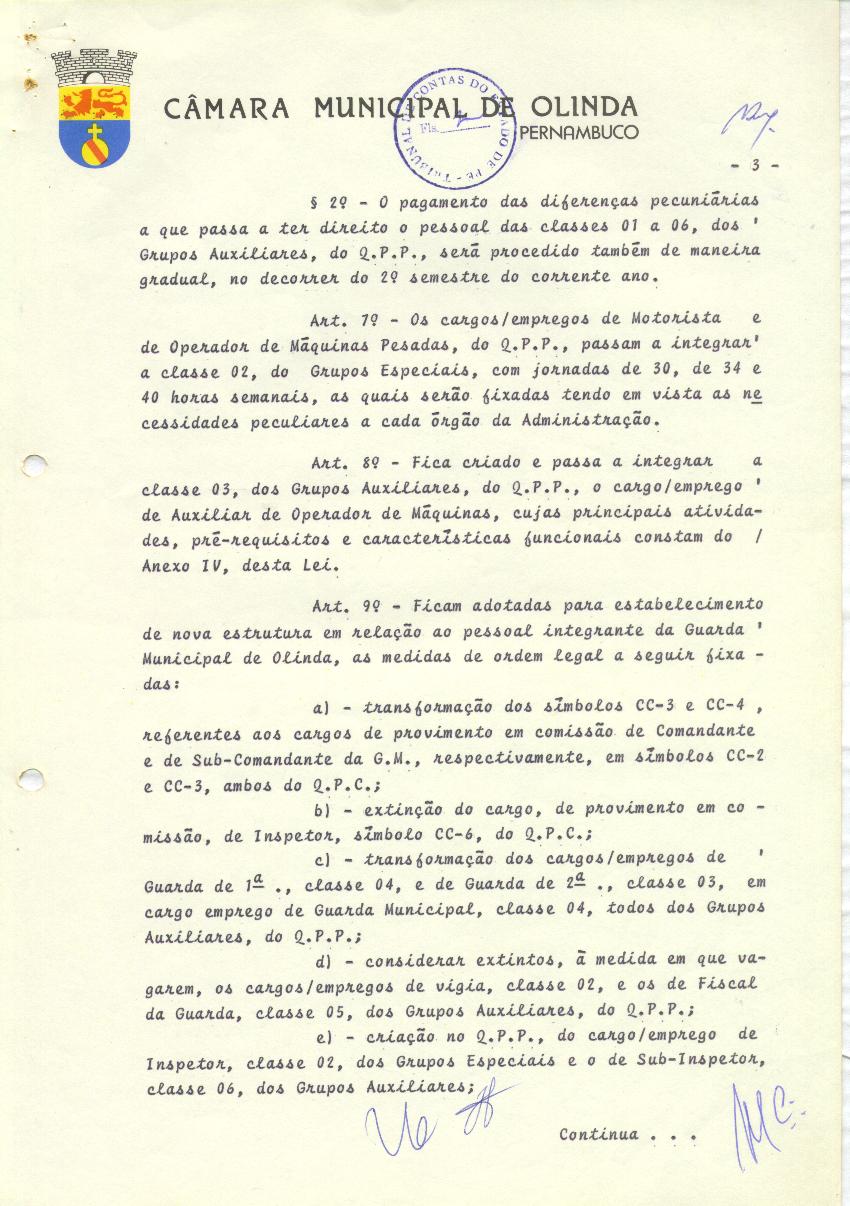 CÂMARA MUNICIPAL DE OLINDA
PERNAMBUCO
TRIBUNAL DE CONTAS DO ESTADO DE PE -
Fls.
- 3 -
§ 2º - O pagamento das diferenças pecuniárias
a que passa a ter direito o pessoal das classes 01 a 06, dos '
Grupos Auxiliares, do Q.P.P., será procedido também de maneira
gradual, no decorrer do 2º semestre do corrente ano.
Art. 7º - Os cargos/empregos de Motorista e
de Operador de Máquinas Pesadas, do Q.P.P., passam a integrar'
a classe 02, do Grupos Especiais, com jornadas de 30, de 34 e
40 horas semanais, as quais serão fixadas tendo em vista as ne
cessidades peculiares a cada órgão da Administração.
Art. 8º - Fica criado e passa a integrar a
classe 03, dos Grupos Auxiliares, do Q.P.P., o cargo/emprego '
de Auxiliar de Operador de Máquinas, cujas principais ativida-
des, pré-requisitos e características funcionais constam do /
Anexo IV, desta Lei.
Art. 9º - Ficam adotadas para estabelecimento
de nova estrutura em relação ao pessoal integrante da Guarda '
Municipal de Olinda, as medidas de ordem legal a seguir fixa -
das:
a) - transformação dos símbolos CC-3 e CC-4 ,
referentes aos cargos de provimento em comissão de Comandante
e de Sub-Comandante da G.M., respectivamente, em símbolos CC-2
e CC-3, ambos do Q.P.C.;
b) - extinção do cargo, de provimento em co -
missão, de Inspetor, símbolo CC-6, do Q.P.C.;
c) - transformação dos cargos/empregos de '
Guarda de 1ª ., classe 04, e de Guarda de 2ª ., classe 03, em
cargo emprego de Guarda Municipal, classe 04, todos dos Grupos
Auxiliares, do Q.P.P.;
d) - considerar extintos, à medida em que va-
garem, os cargos/empregos de vigia, classe 02, e os de Fiscal
da Guarda, classe 05, dos Grupos Auxiliares, do Q.P.P.;
e) - criação no Q.P.P., do cargo/emprego de
Inspetor, classe 02, dos Grupos Especiais e o de Sub-Inspetor,
classe 06, dos Grupos Auxiliares;
Continua . . .